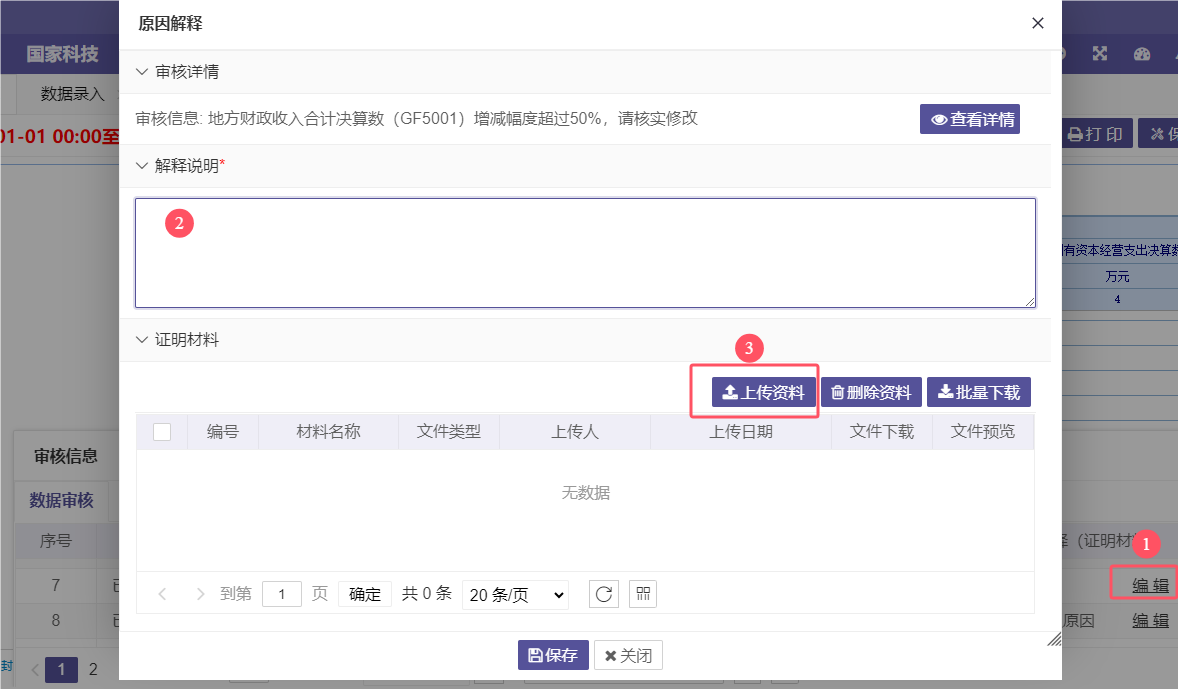 原因解释
国家科技
审核详情
数据录入
审核信息: 地方财政收入合计决算数（GF5001）增减幅度超过50%，请核实修改
查看详情
01-01 00:00至
打 印
解释说明*
2
有资本经营支出决算数
万元
4
证明材料
3
上传资料
删除资料
批量下载
编号
材料名称
文件类型
上传人
上传日期
文件下载
文件预览
审核信息
无数据
数据审核
序号
（证明材
1
7
编 辑
到第
1
页
确定
共 0 条
20 条/页
8
原因
编 辑
保存
关闭
封
1
2